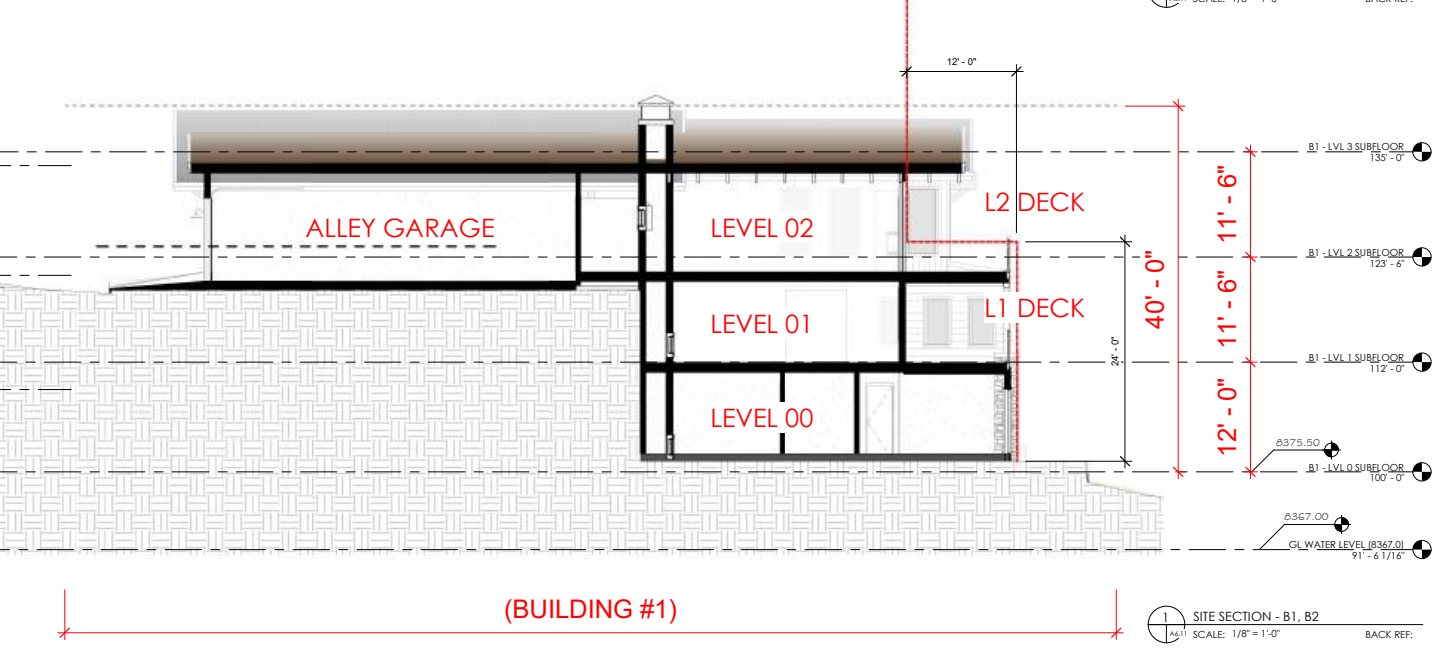 BACK REF:
12' - 0"
B1 - LVL 3 SUBFLOOR
135' - 0"
11' - 6"
L2 DECK
ALLEY GARAGE
LEVEL 02
B1 - LVL 2 SUBFLOOR
123' - 6"
40' - 0"
11' - 6"
L1 DECK
LEVEL 01
24' - 0"
B1 - LVL 1 SUBFLOOR
112' - 0"
12' - 0"
LEVEL 00
8375.50
B1 - LVL 0 SUBFLOOR
100' - 0"
8367.00
GL WATER LEVEL (8367.0)
91' - 6 1/16"
(BUILDING #1)
1
A6.11
SITE SECTION - B1, B2
SCALE: 1/8" = 1'-0"
BACK REF: